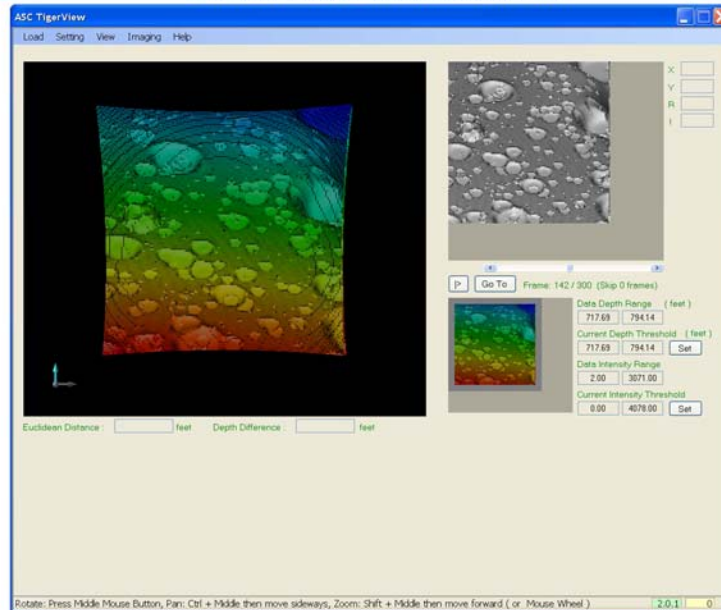 ASC TigerView
Load Setting View Imaging Help
X
Y
R
I
|> Go To Frame: 142 / 300 (Skip 0 frames)
Data Depth Range ( feet )
717.69 794.14
Current Depth Threshold ( feet )
717.69 794.14 Set
Data Intensity Range
2.00 3071.00
Current Intensity Threshold
0.00 4078.00 Set
Euclidean Distance : feet Depth Difference : feet
Rotate: Press Middle Mouse Button, Pan: Ctrl + Middle then move sideways, Zoom: Shift + Middle then move forward ( or Mouse Wheel ) 2.0.1 0